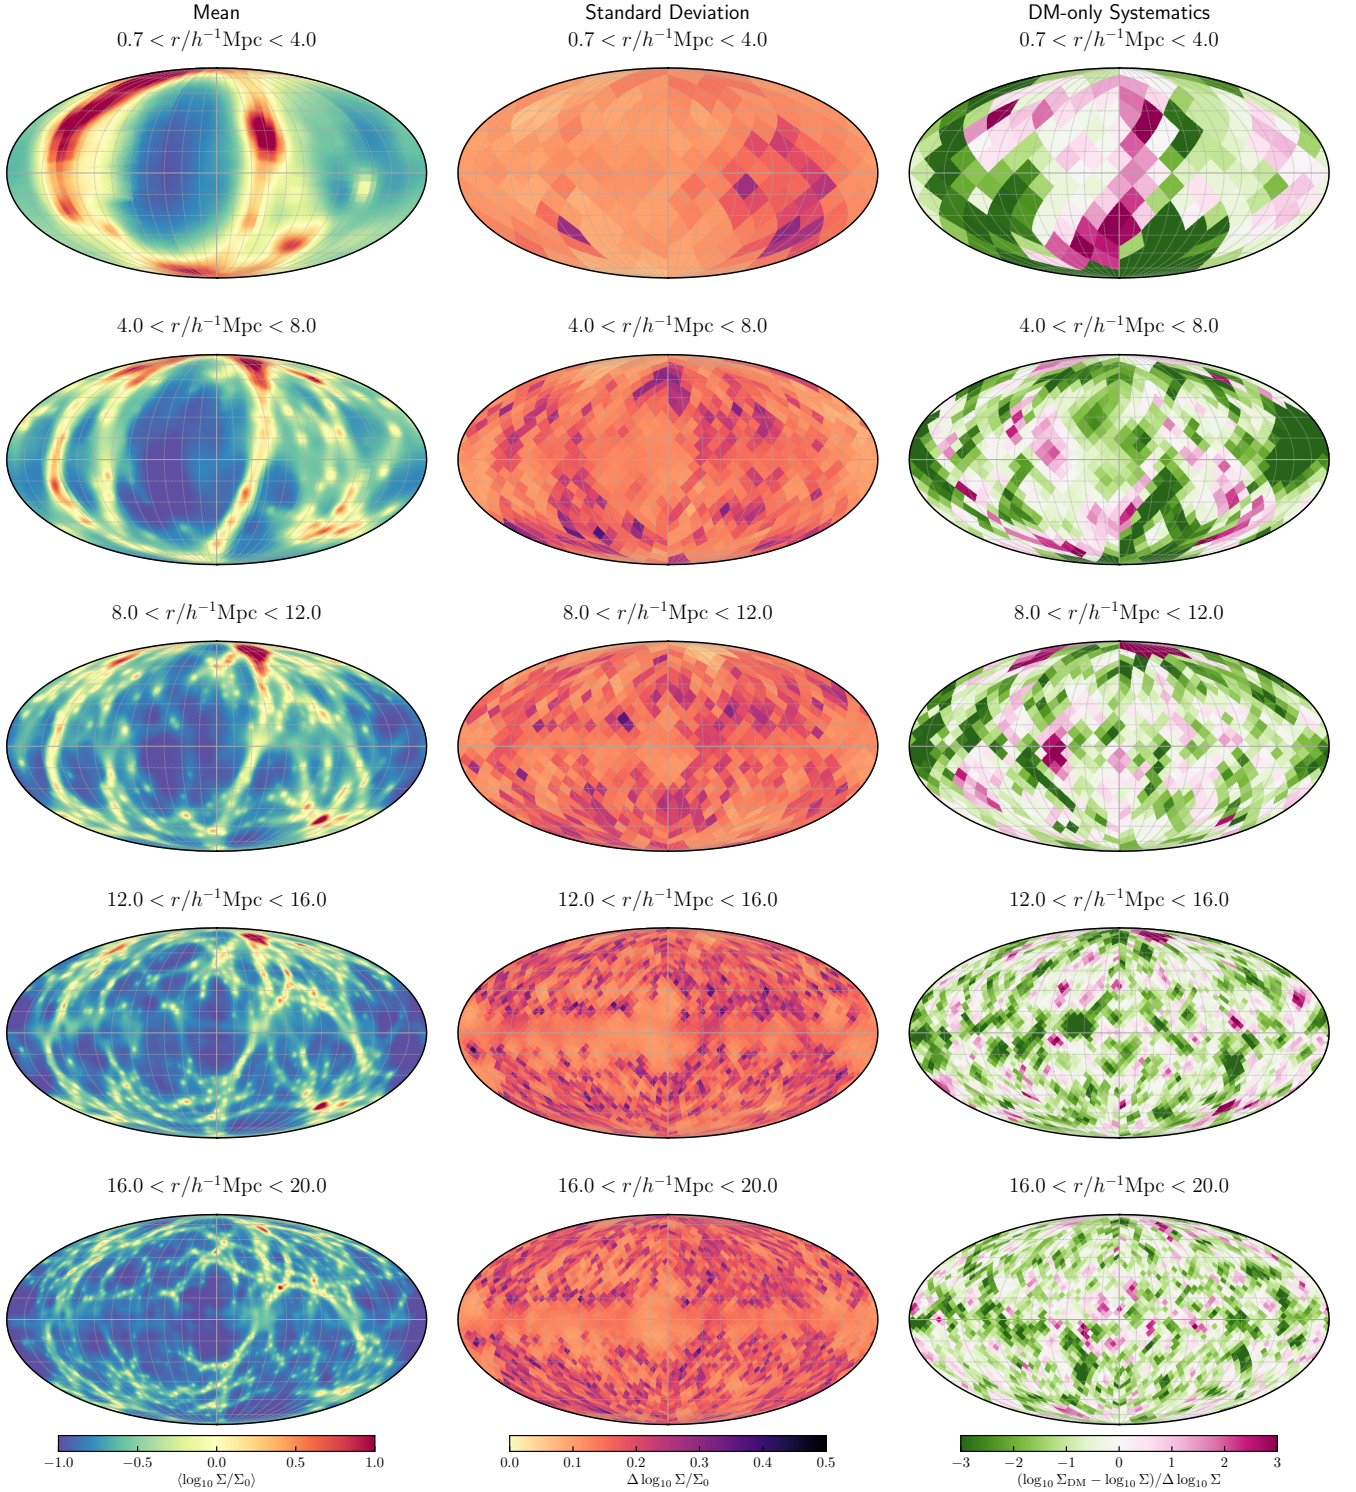 Mean Standard Deviation DM-only Systematics
0.7 < r/h⁻¹Mpc < 4.0 0.7 < r/h⁻¹Mpc < 4.0 0.7 < r/h⁻¹Mpc < 4.0
4.0 < r/h⁻¹Mpc < 8.0 4.0 < r/h⁻¹Mpc < 8.0 4.0 < r/h⁻¹Mpc < 8.0
8.0 < r/h⁻¹Mpc < 12.0 8.0 < r/h⁻¹Mpc < 12.0 8.0 < r/h⁻¹Mpc < 12.0
12.0 < r/h⁻¹Mpc < 16.0 12.0 < r/h⁻¹Mpc < 16.0 12.0 < r/h⁻¹Mpc < 16.0
16.0 < r/h⁻¹Mpc < 20.0 16.0 < r/h⁻¹Mpc < 20.0 16.0 < r/h⁻¹Mpc < 20.0
−1.0 −0.5 0.0 0.5 1.0 0.0 0.1 0.2 0.3 0.4 0.5 −3 −2 −1 0 1 2 3
⟨log₁₀ Σ/Σ₀⟩ Δ log₁₀ Σ/Σ₀ (log₁₀ Σ_DM − log₁₀ Σ)/Δ log₁₀ Σ